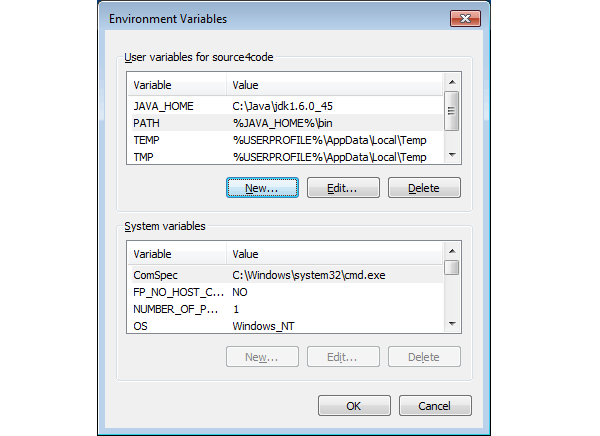 Environment Variables
User variables for source4code
Variable Value
JAVA_HOME C:\Java\jdk1.6.0_45
PATH %JAVA_HOME%\bin
TEMP %USERPROFILE%\AppData\Local\Temp
TMP %USERPROFILE%\AppData\Local\Temp
New... Edit... Delete
System variables
Variable Value
ComSpec C:\Windows\system32\cmd.exe
FP_NO_HOST_C... NO
NUMBER_OF_P... 1
OS Windows_NT
New... Edit... Delete
OK Cancel